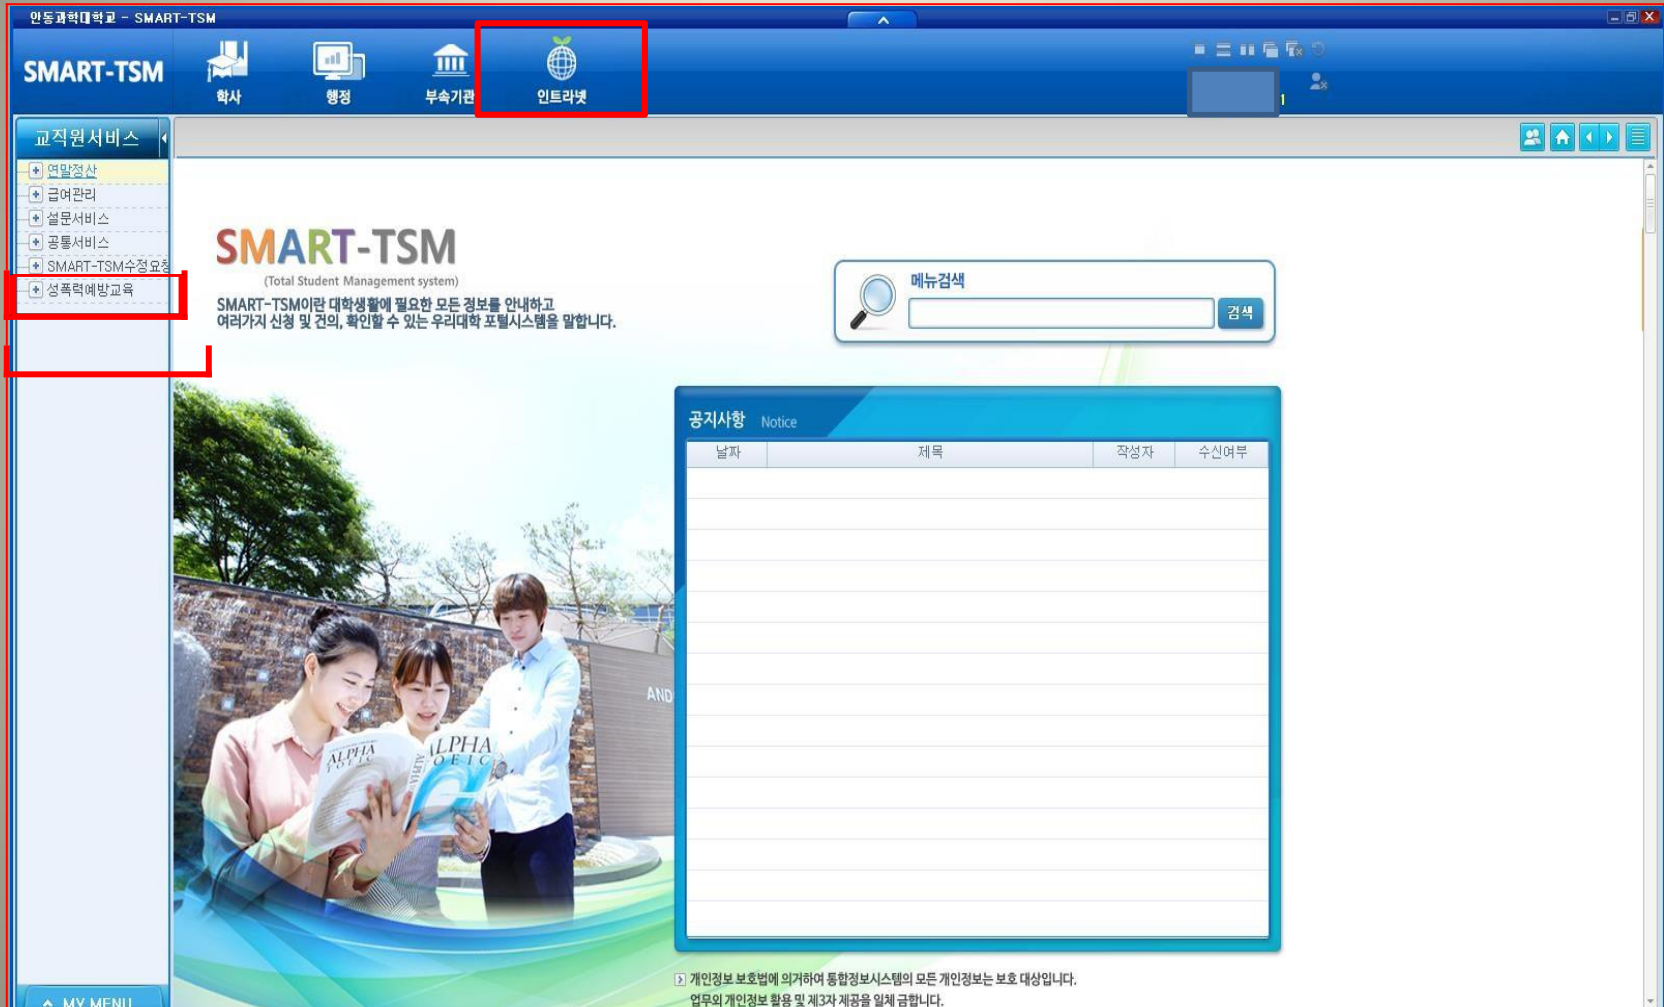 안동과학대학교 - SMART-TSM
SMART-TSM
학사
행정
부속기관
인트라넷
1
교직원서비스
연말정산
급여관리
설문서비스
공통서비스
SMART-TSM수정요청
성폭력예방교육
SMART-TSM
(Total Student Management system)
SMART-TSM이란 대학생활에 필요한 모든 정보를 안내하고
여러가지 신청 및 건의, 확인할 수 있는 우리대학 포털시스템을 말합니다.
메뉴검색
검색
공지사항 Notice
날짜 제목 작성자 수신여부
AND
ALPHA
TOEIC
ALPHA
TOEIC
개인정보 보호법에 의거하여 통합정보시스템의 모든 개인정보는 보호 대상입니다.
업무외 개인정보 활용 및 제3자 제공을 일체 금합니다.
MY MENU